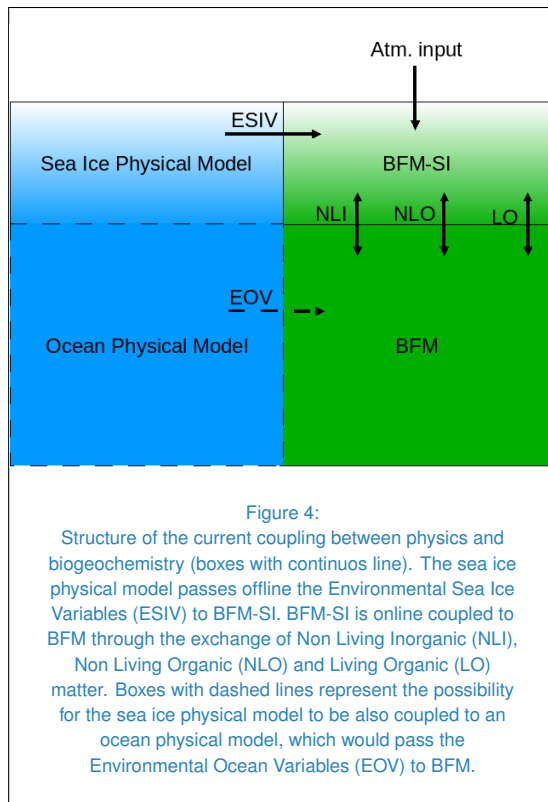 Atm. input
ESIV
Sea Ice Physical Model
BFM-SI
NLI
NLO
LO
EOV
Ocean Physical Model
BFM
Figure 4:
Structure of the current coupling between physics and
biogeochemistry (boxes with continuos line). The sea ice
physical model passes offline the Environmental Sea Ice
Variables (ESIV) to BFM-SI. BFM-SI is online coupled to
BFM through the exchange of Non Living Inorganic (NLI),
Non Living Organic (NLO) and Living Organic (LO)
matter. Boxes with dashed lines represent the possibility
for the sea ice physical model to be also coupled to an
ocean physical model, which would pass the
Environmental Ocean Variables (EOV) to BFM.